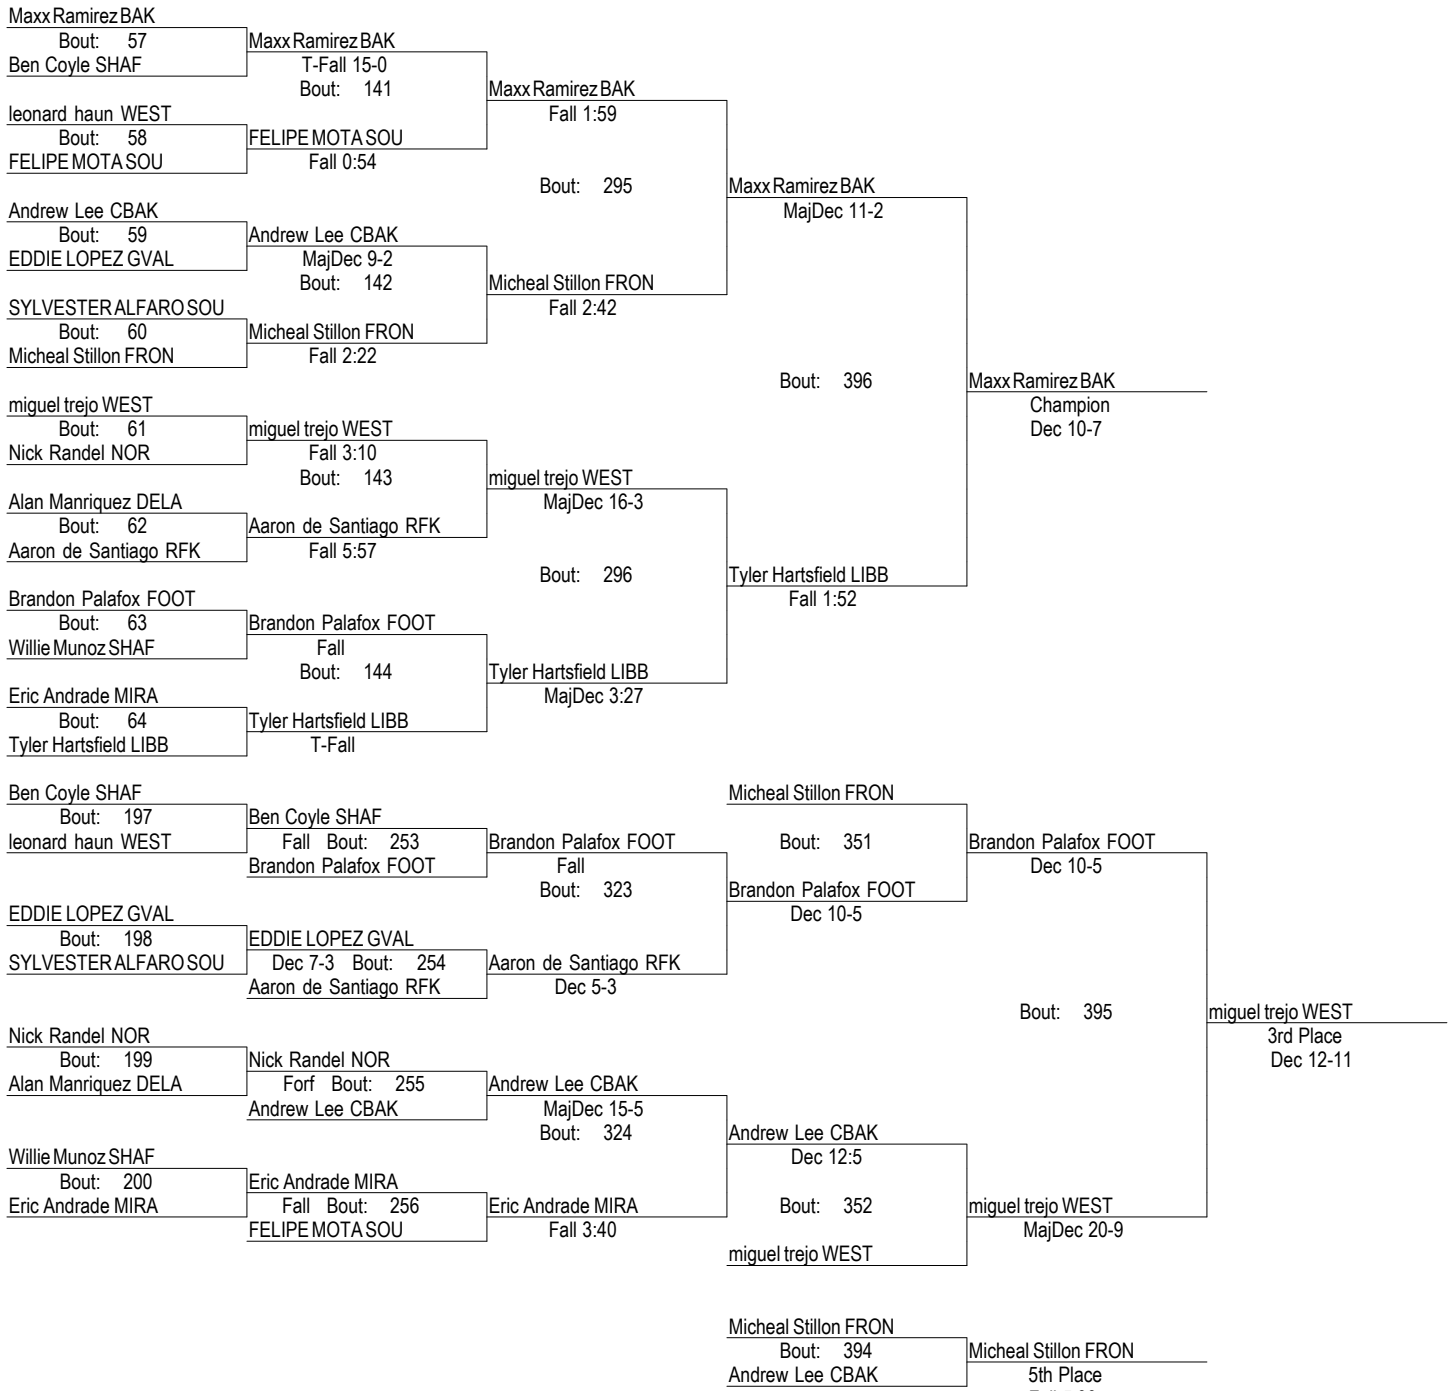 Maxx Ramirez BAK
Bout: 57 Maxx Ramirez BAK
Ben Coyle SHAF T-Fall 15-0
Bout: 141 Maxx Ramirez BAK
leonard haun WEST Fall 1:59
Bout: 58 FELIPE MOTA SOU
FELIPE MOTA SOU Fall 0:54
Bout: 295 Maxx Ramirez BAK
Andrew Lee CBAK MajDec 11-2
Bout: 59 Andrew Lee CBAK
EDDIE LOPEZ GVAL MajDec 9-2
Bout: 142 Micheal Stillon FRON
SYLVESTER ALFARO SOU Fall 2:42
Bout: 60 Micheal Stillon FRON
Micheal Stillon FRON Fall 2:22
Bout: 396 Maxx Ramirez BAK
miguel trejo WEST Champion
Bout: 61 miguel trejo WEST Dec 10-7
Nick Randel NOR Fall 3:10
Bout: 143 miguel trejo WEST
Alan Manriquez DELA MajDec 16-3
Bout: 62 Aaron de Santiago RFK
Aaron de Santiago RFK Fall 5:57
Bout: 296 Tyler Hartsfield LIBB
Brandon Palafox FOOT Fall 1:52
Bout: 63 Brandon Palafox FOOT
Willie Munoz SHAF Fall
Bout: 144 Tyler Hartsfield LIBB
Eric Andrade MIRA MajDec 3:27
Bout: 64 Tyler Hartsfield LIBB
Tyler Hartsfield LIBB T-Fall
Ben Coyle SHAF Micheal Stillon FRON
Bout: 197 Ben Coyle SHAF
leonard haun WEST Fall Bout: 253 Brandon Palafox FOOT Bout: 351 Brandon Palafox FOOT
Brandon Palafox FOOT Fall Dec 10-5
Bout: 323 Brandon Palafox FOOT
EDDIE LOPEZ GVAL Dec 10-5
Bout: 198 EDDIE LOPEZ GVAL
SYLVESTER ALFARO SOU Dec 7-3 Bout: 254 Aaron de Santiago RFK
Aaron de Santiago RFK Dec 5-3
Bout: 395 miguel trejo WEST
Nick Randel NOR 3rd Place
Bout: 199 Nick Randel NOR Dec 12-11
Alan Manriquez DELA Forf Bout: 255 Andrew Lee CBAK
Andrew Lee CBAK MajDec 15-5
Bout: 324 Andrew Lee CBAK
Willie Munoz SHAF Dec 12:5
Bout: 200 Eric Andrade MIRA
Eric Andrade MIRA Fall Bout: 256 Eric Andrade MIRA Bout: 352 miguel trejo WEST
FELIPE MOTA SOU Fall 3:40 MajDec 20-9
miguel trejo WEST
Micheal Stillon FRON
Bout: 394 Micheal Stillon FRON
Andrew Lee CBAK 5th Place